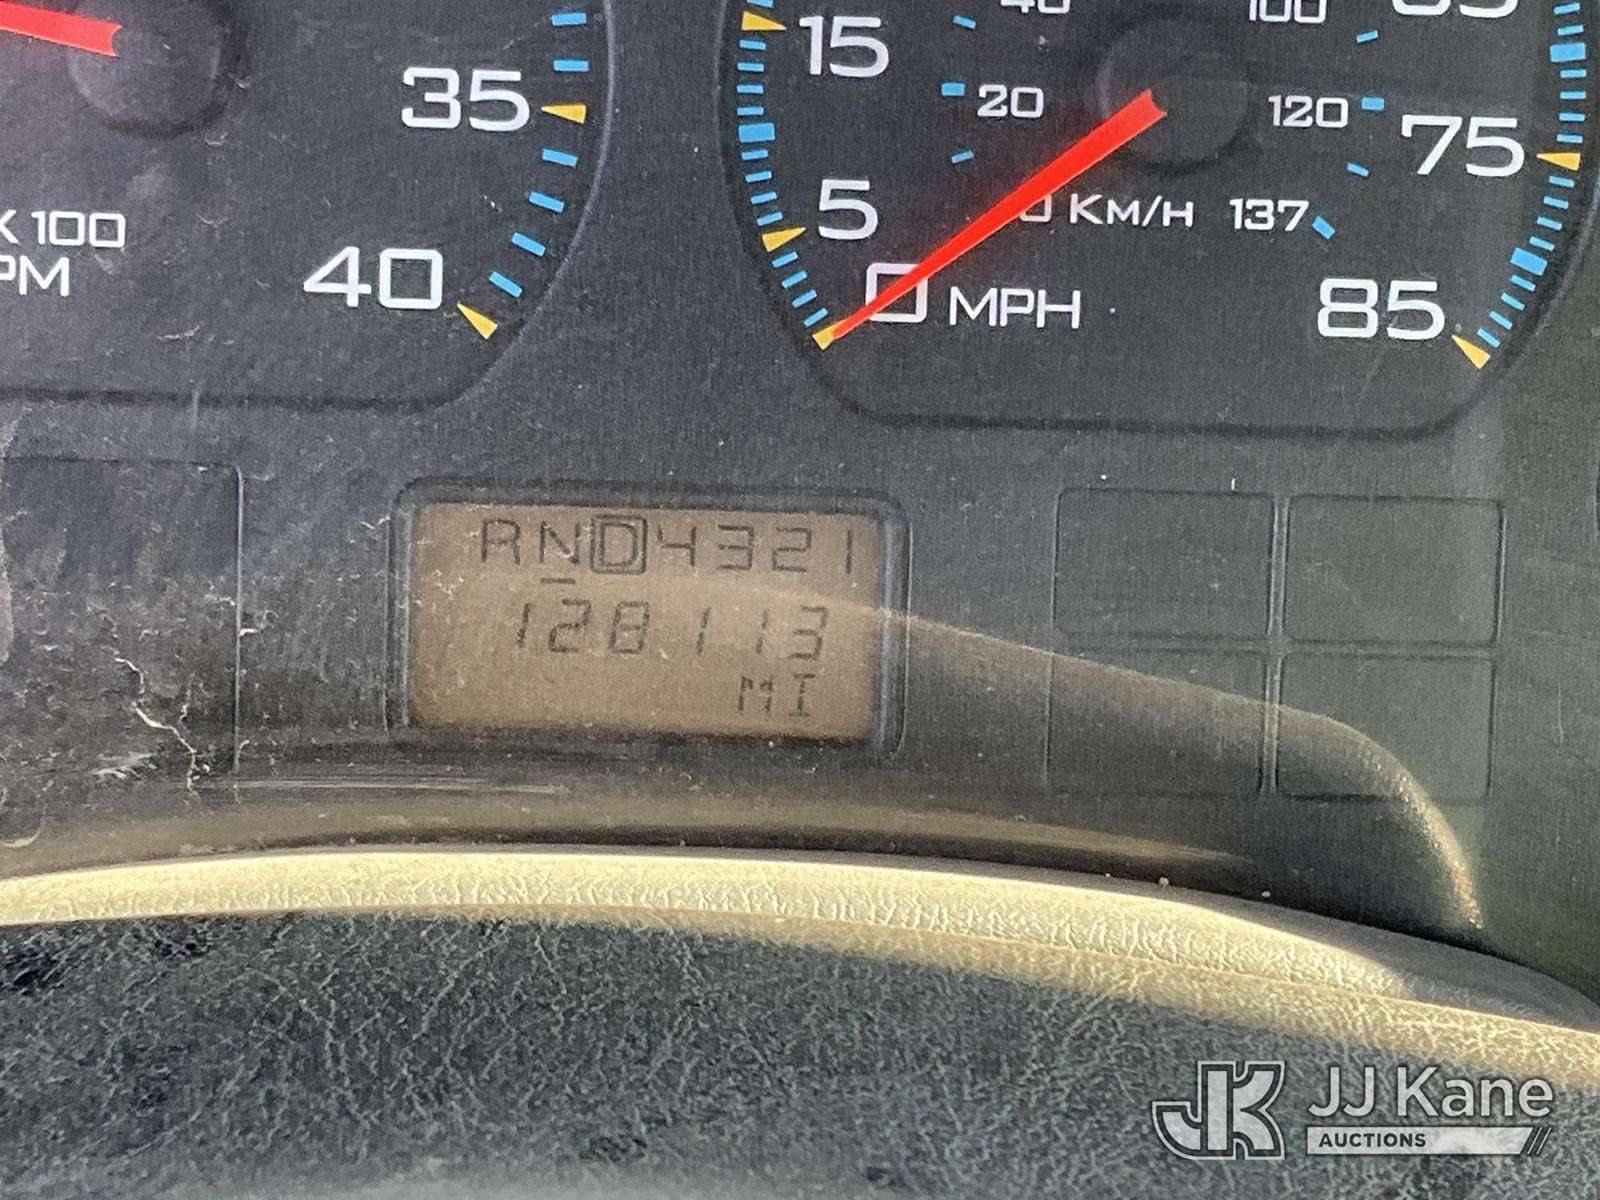 35
40
X 100
PM
15
5
0 MPH
20
100
120
75
85
KM/H 137
RND4321
128113
MI
JK JJ Kane
AUCTIONS